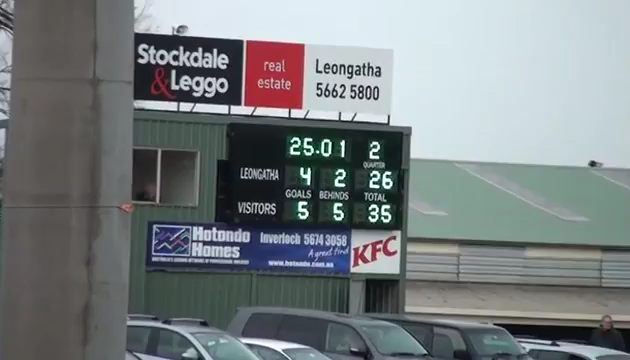 Stockdale
& Leggo
real
estate
Leongatha
5662 5800
25.01 2
QUARTER
LEONGATHA 4 2 26
GOALS BEHINDS TOTAL
VISITORS 5 5 35
Hotondo
Homes
Inverloch 5674 3058
A great find
www.hotondo.com.au
KFC